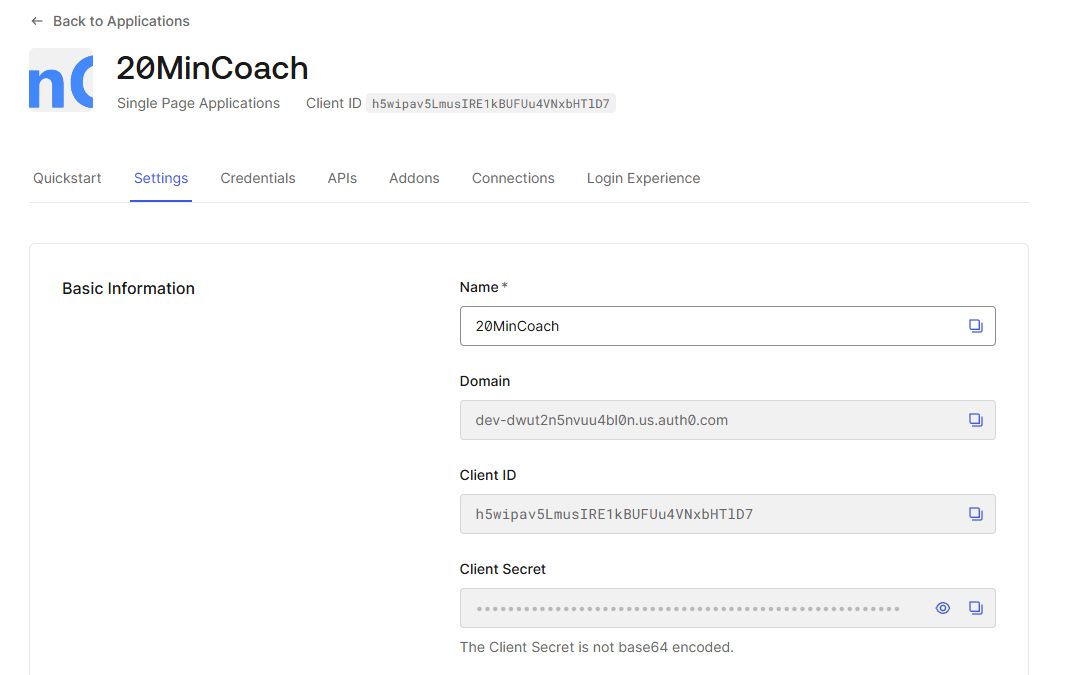 ← Back to Applications
nC
20MinCoach
Single Page Applications Client ID h5wipav5LmusIRE1kBUFUu4VNxbHTlD7
Quickstart Settings Credentials APIs Addons Connections Login Experience
Basic Information
Name *
20MinCoach
Domain
dev-dwut2n5nvuu4bl0n.us.auth0.com
Client ID
h5wipav5LmusIRE1kBUFUu4VNxbHTlD7
Client Secret
The Client Secret is not base64 encoded.